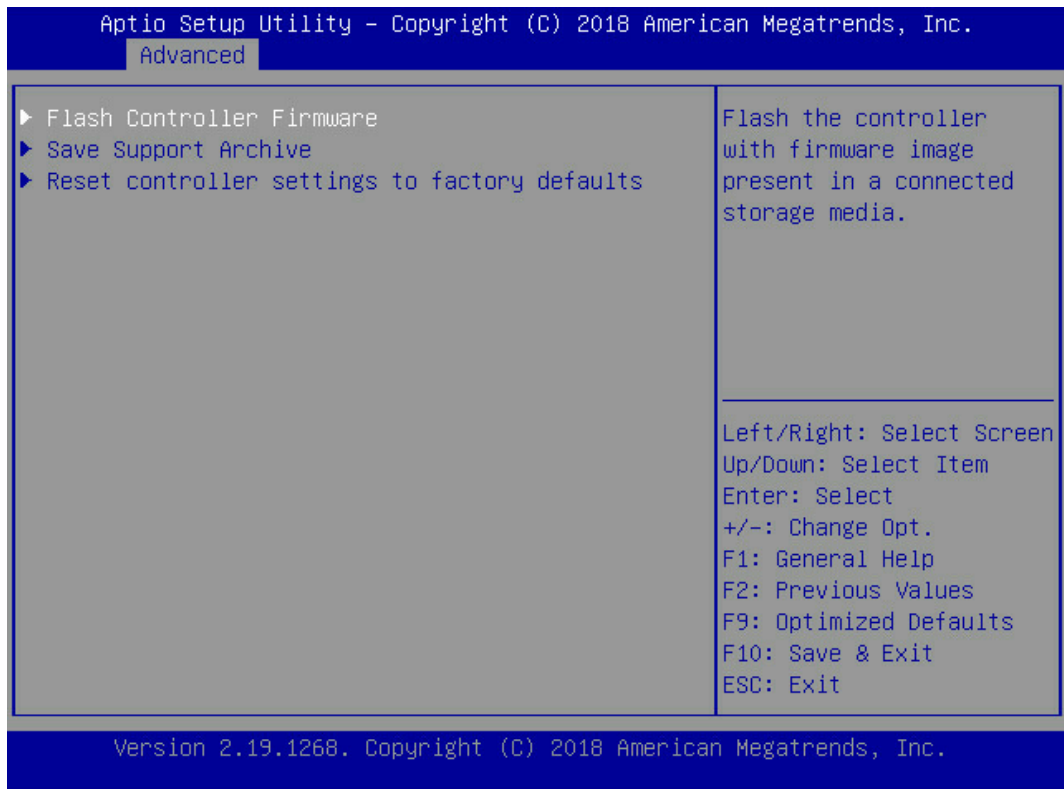 Aptio Setup Utility – Copyright (C) 2018 American Megatrends, Inc.
Advanced
▶ Flash Controller Firmware
▶ Save Support Archive
▶ Reset controller settings to factory defaults
Flash the controller
with firmware image
present in a connected
storage media.
Left/Right: Select Screen
Up/Down: Select Item
Enter: Select
+/-: Change Opt.
F1: General Help
F2: Previous Values
F9: Optimized Defaults
F10: Save & Exit
ESC: Exit
Version 2.19.1268. Copyright (C) 2018 American Megatrends, Inc.